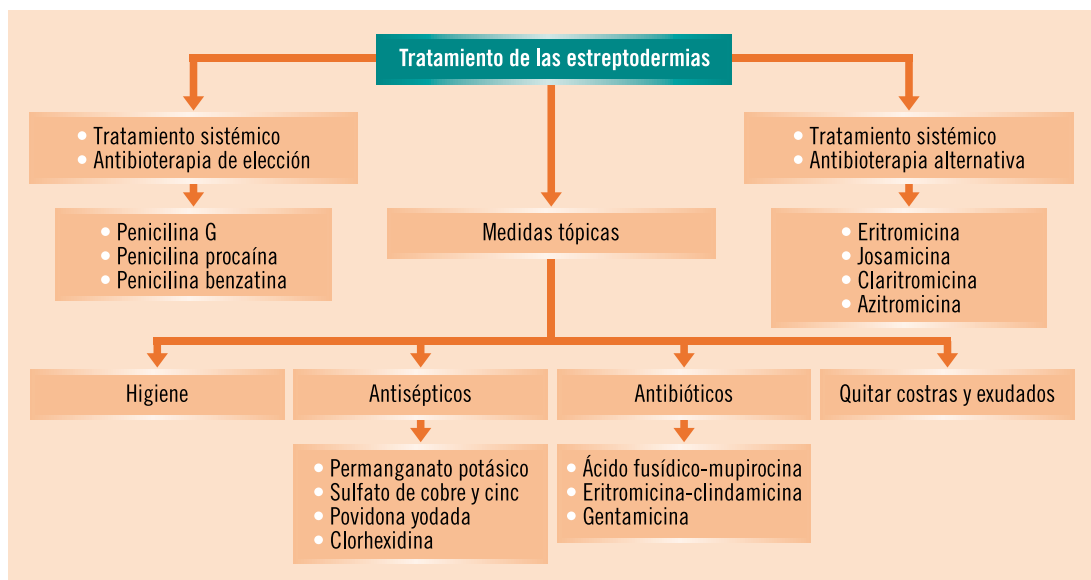 Tratamiento de las estreptodermias
• Tratamiento sistémico
• Antibioterapia de elección
• Tratamiento sistémico
• Antibioterapia alternativa
• Penicilina G
• Penicilina procaína
• Penicilina benzatina
Medidas tópicas
• Eritromicina
• Josamicina
• Claritromicina
• Azitromicina
Higiene
Antisépticos
Antibióticos
Quitar costras y exudados
• Permanganato potásico
• Sulfato de cobre y cinc
• Povidona yodada
• Clorhexidina
• Ácido fusídico-mupirocina
• Eritromicina-clindamicina
• Gentamicina